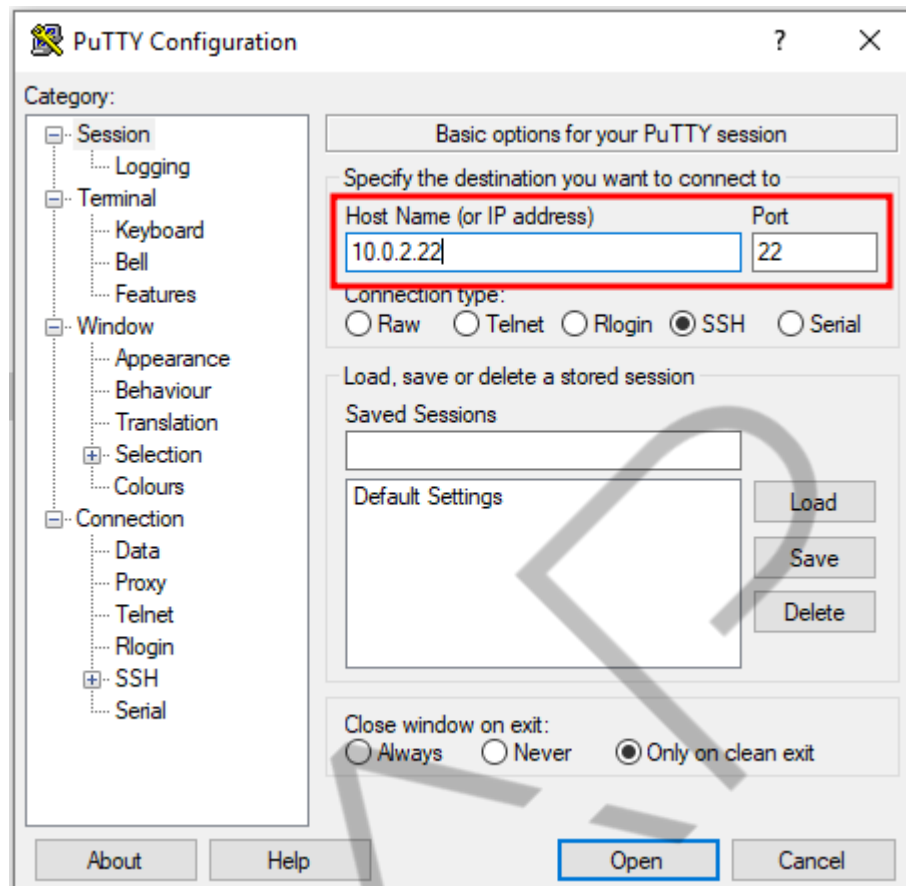 PuTTY Configuration
?
Category:
Session
Logging
Terminal
Keyboard
Bell
Features
Window
Appearance
Behaviour
Translation
Selection
Colours
Connection
Data
Proxy
Telnet
Rlogin
SSH
Serial
Basic options for your PuTTY session
Specify the destination you want to connect to
Host Name (or IP address) Port
10.0.2.22 22
Connection type:
Raw Telnet Rlogin SSH Serial
Load, save or delete a stored session
Saved Sessions
Default Settings
Load
Save
Delete
Close window on exit:
Always Never Only on clean exit
About Help Open Cancel